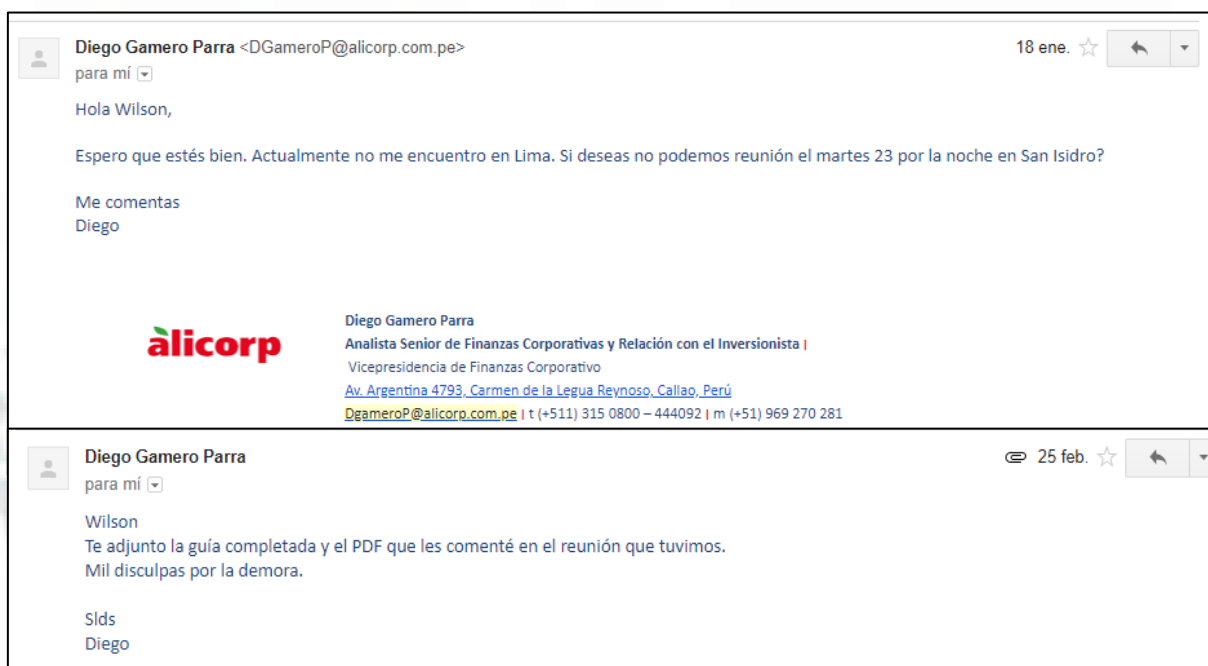 Diego Gamero Parra <DGameroP@alicorp.com.pe>
18 ene.
para mí
Hola Wilson,
Espero que estés bien. Actualmente no me encuentro en Lima. Si deseas no podemos reunión el martes 23 por la noche en San Isidro?
Me comentas
Diego
àlicorp
Diego Gamero Parra
Analista Senior de Finanzas Corporativas y Relación con el Inversionista |
Vicepresidencia de Finanzas Corporativo
Av. Argentina 4793, Carmen de la Legua Reynoso, Callao, Perú
DgameroP@alicorp.com.pe | t (+511) 315 0800 – 444092 | m (+51) 969 270 281
Diego Gamero Parra
25 feb.
para mí
Wilson
Te adjunto la guía completada y el PDF que les comenté en el reunión que tuvimos.
Mil disculpas por la demora.
Slds
Diego